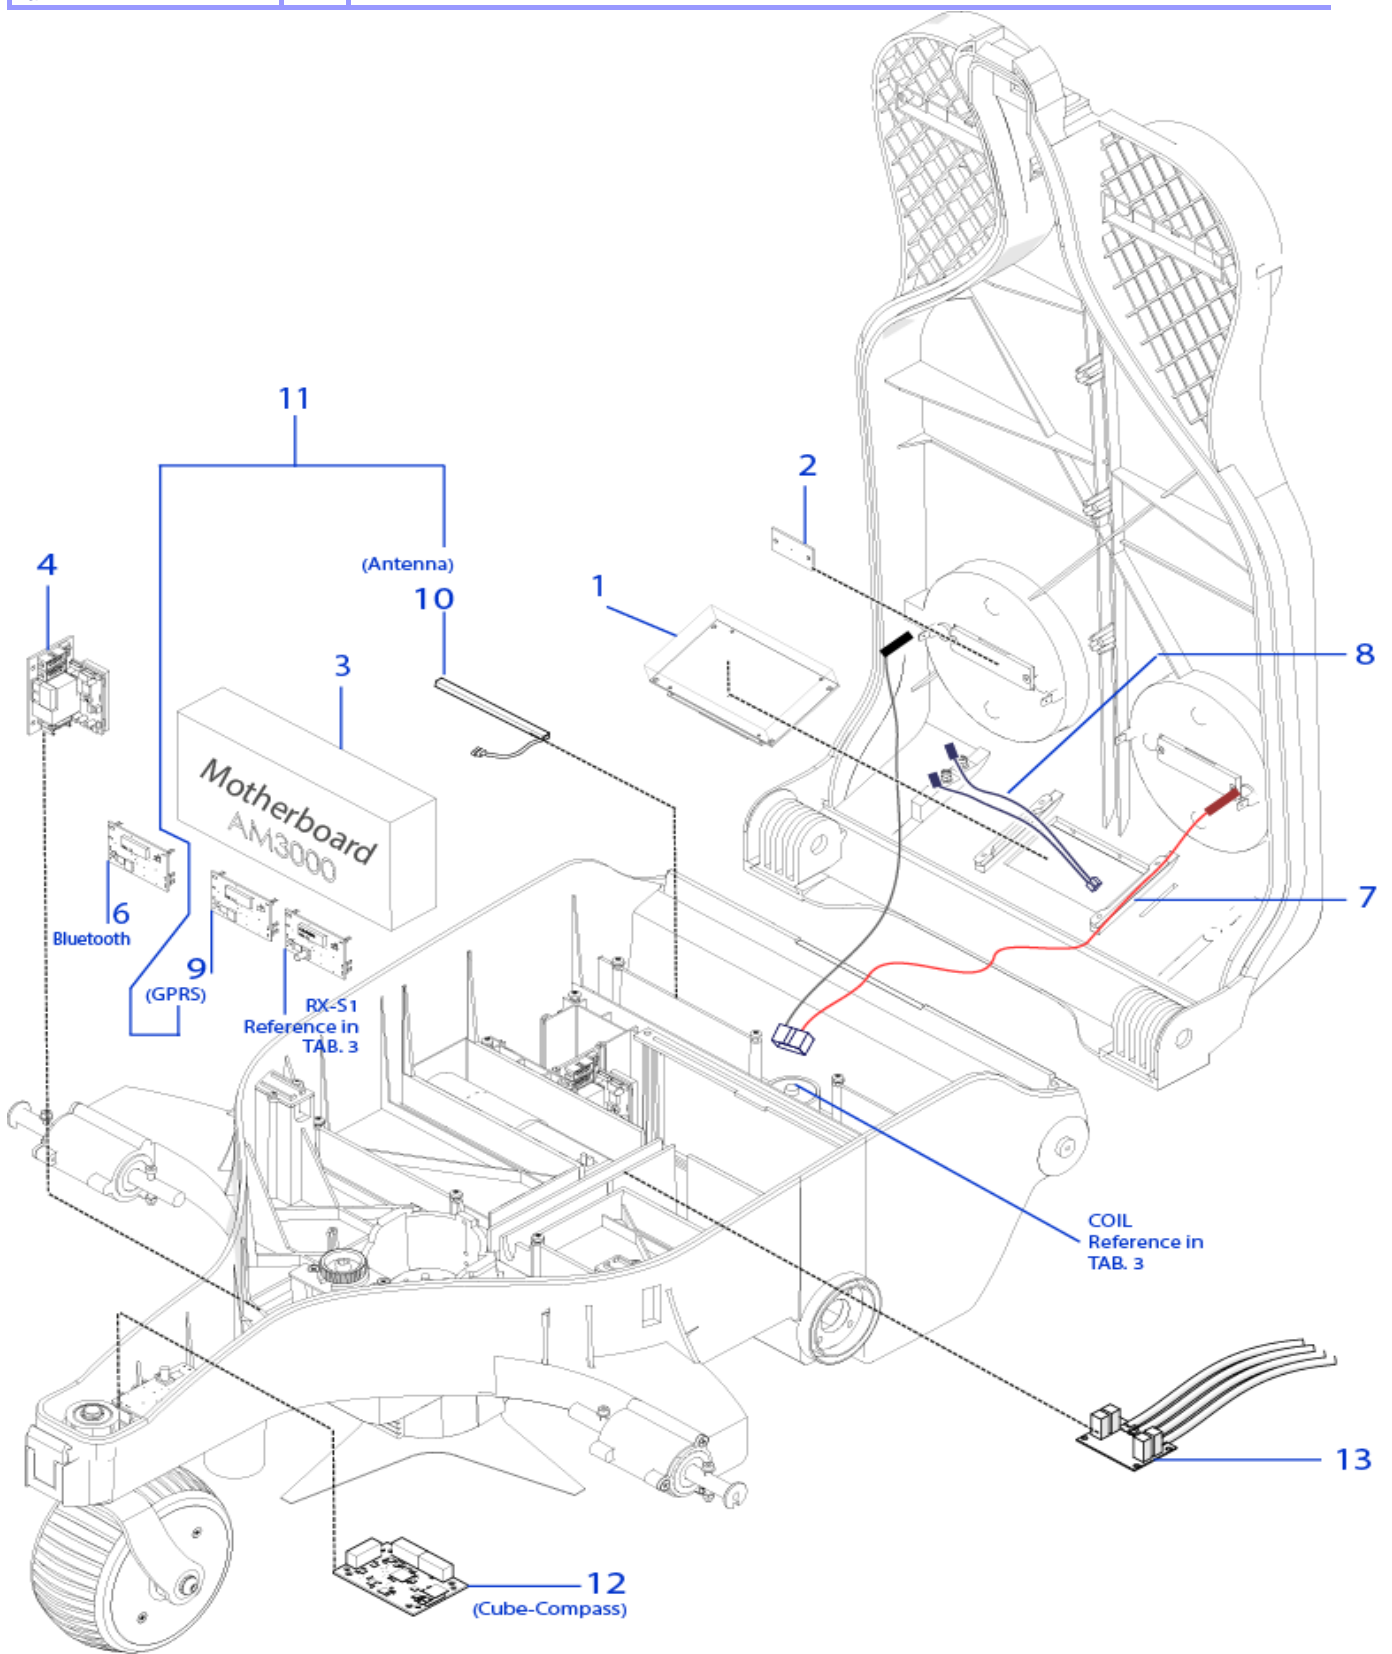 11
2
4
(Antenna)
1
10
3
8
Motherboard
AM3000
7
6
Bluetooth
9
(GPRS)
RX-S1
Reference in
TAB. 3
COIL
Reference in
TAB. 3
13
12
(Cube-Compass)